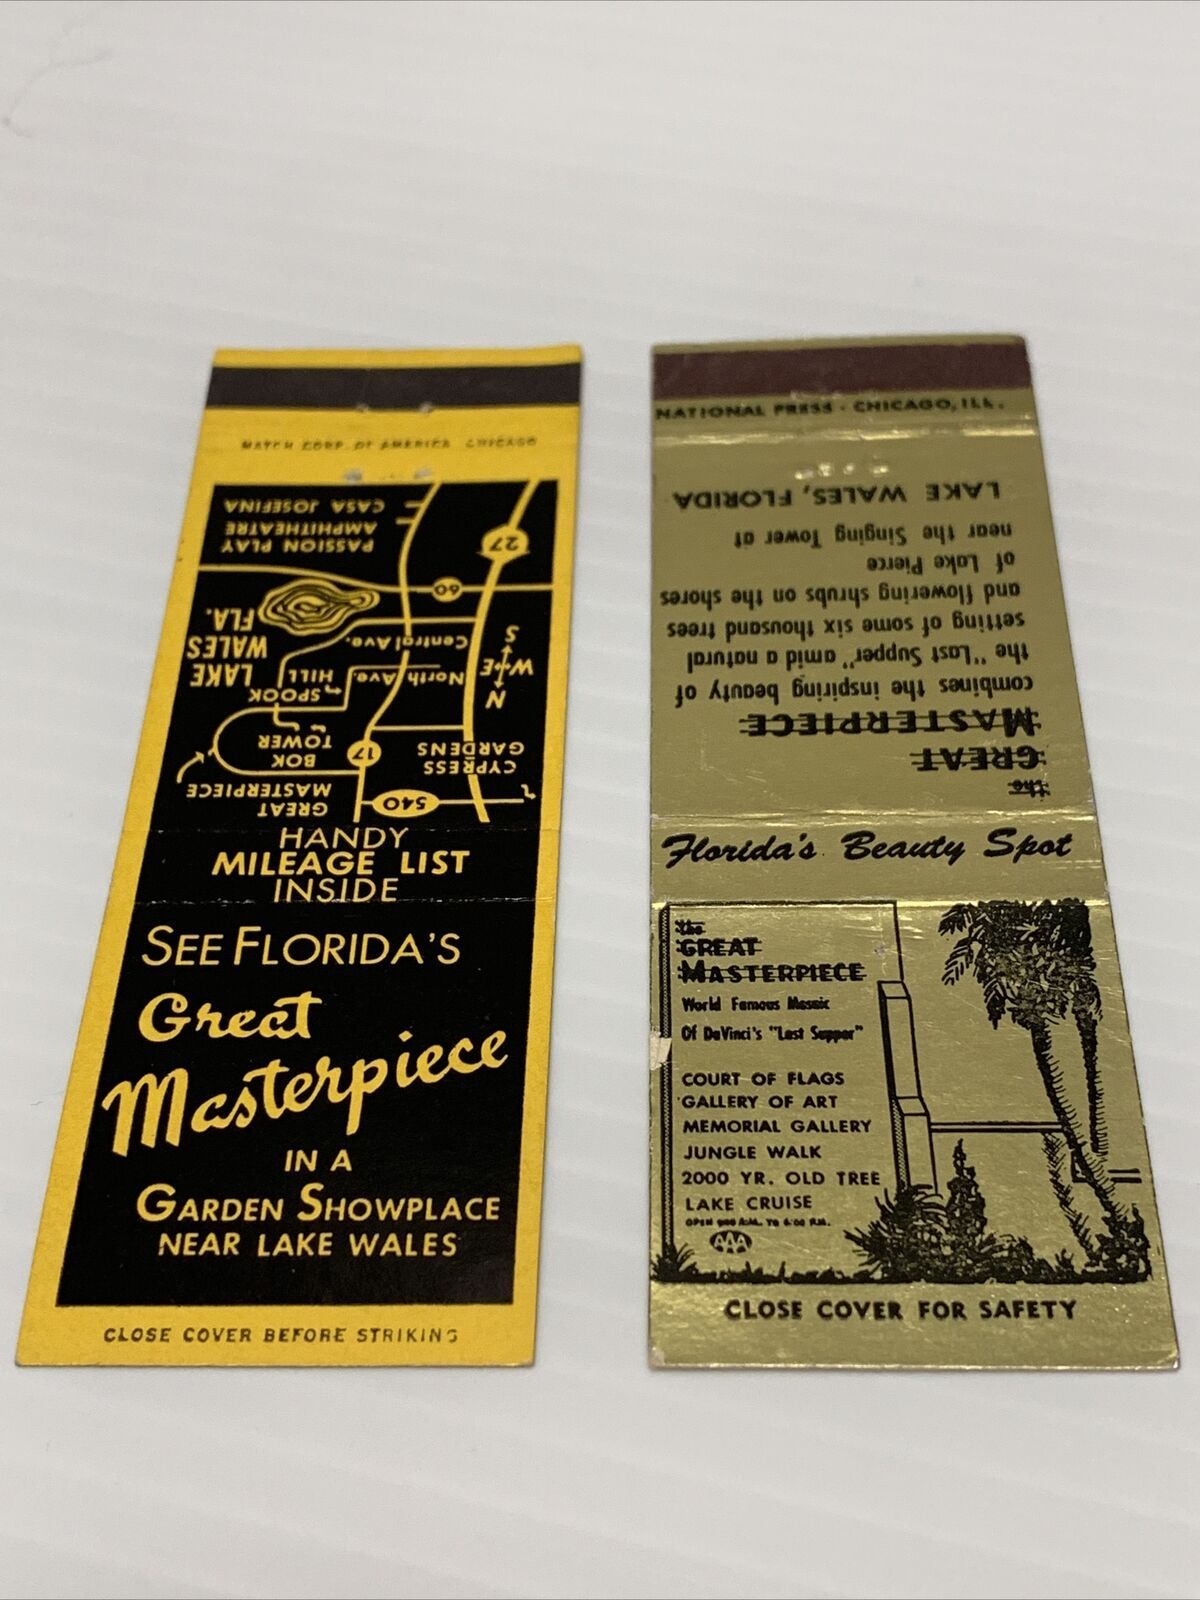 MATCH CORP. OF AMERICA CHICAGO
PASSION PLAY
AMPHITHEATRE
CASA JOSEFINA
27
60
LAKE
WALES
FLA.
Central Ave.
North Ave.
SPOOK
HILL
N
W E
S
BOK
TOWER
17
CYPRESS
GARDENS
GREAT
MASTERPIECE
540
HANDY
MILEAGE LIST
INSIDE
SEE FLORIDA'S
Great
Masterpiece
IN A
GARDEN SHOWPLACE
NEAR LAKE WALES
CLOSE COVER BEFORE STRIKING
NATIONAL PRESS - CHICAGO, ILL.
the
GREAT
MASTERPIECE
combines the inspiring beauty of
the "Last Supper" amid a natural
setting of some six thousand trees
and flowering shrubs on the shores
of Lake Pierce
near the Singing Tower at
LAKE WALES, FLORIDA
Florida's Beauty Spot
the
GREAT
MASTERPIECE
World Famous Mosaic
Of DaVinci's "Last Supper"
COURT OF FLAGS
GALLERY OF ART
MEMORIAL GALLERY
JUNGLE WALK
2000 YR. OLD TREE
LAKE CRUISE
OPEN 9:00 A.M. TO 6:00 P.M.
AAA
CLOSE COVER FOR SAFETY